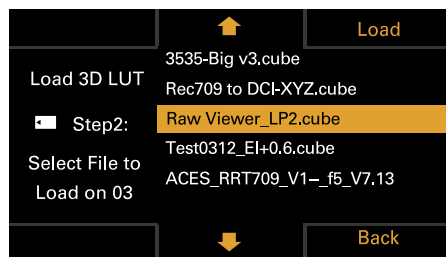 Load
Load 3D LUT
Step2:
Select File to
Load on 03
3535-Big v3.cube
Rec709 to DCI-XYZ.cube
Raw Viewer_LP2.cube
Test0312_EI+0.6.cube
ACES_RRT709_V1–_f5_V7.13
Back